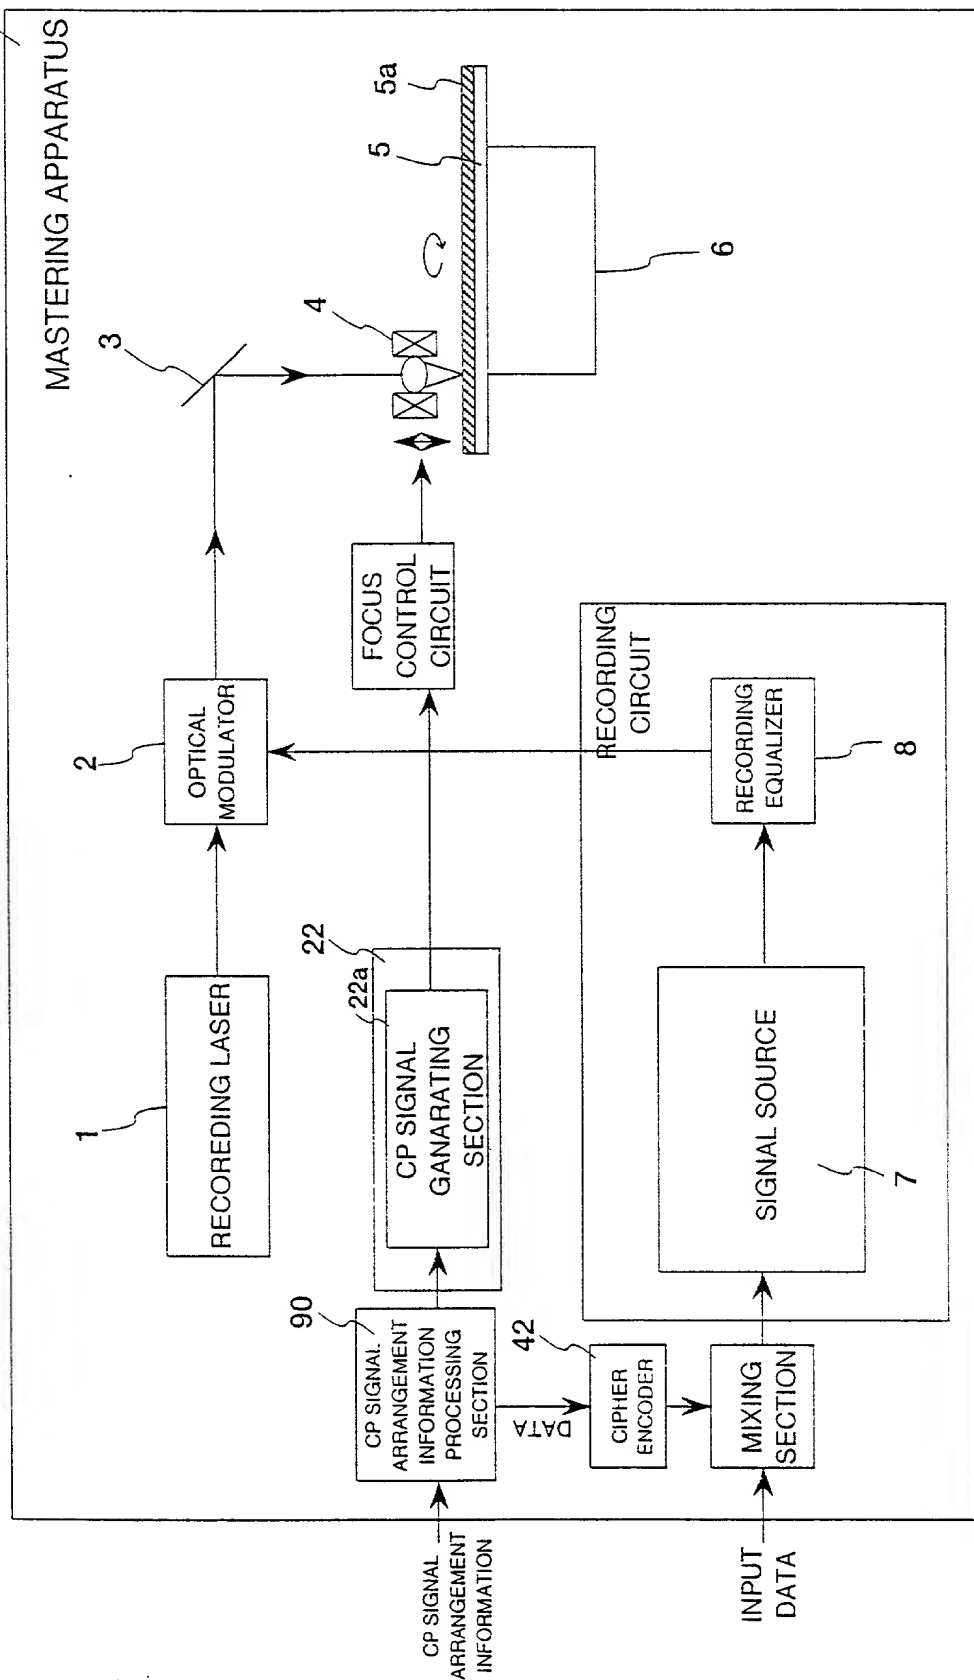 MASTERING APPARATUS
3
4
5
5a
6
2
OPTICAL
MODULATOR
FOCUS
CONTROL
CIRCUIT
1
RECOREDING LASER
22
22a
CP SIGNAL
GANARATING
SECTION
90
CP SIGNAL
ARRANGEMENT
INFORMATION
PROCESSING
SECTION
CP SIGNAL
ARRANGEMENT
INFORMATION
DATA
42
CIPHER
ENCODER
MIXING
SECTION
INPUT
DATA
RECORDING
CIRCUIT
SIGNAL SOURCE
7
RECORDING
EQUALIZER
8